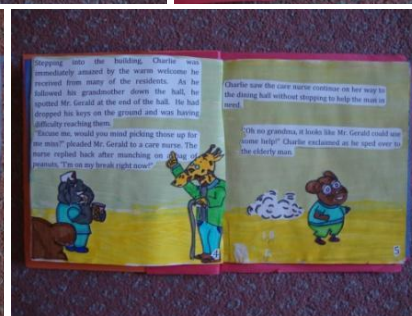 Stepping into the building, Charlie was
immediately amazed by the warm welcome he
received from many of the residents. As he
followed his grandmother down the hall, he
spotted Mr. Gerald at the end of the hall. He had
dropped his keys on the ground and was having
difficulty reaching them.
"Excuse me, would you mind picking those up for
me miss?" pleaded Mr. Gerald to a care nurse. The
nurse replied back after munching on a bag of
peanuts, "I'm on my break right now!".
4
Charlie saw the care nurse continue on her way to
the dining hall without stopping to help the man in
need.
"Oh no grandma, it looks like Mr. Gerald could use
some help!" Charlie exclaimed as he sped over to
the elderly man.
5